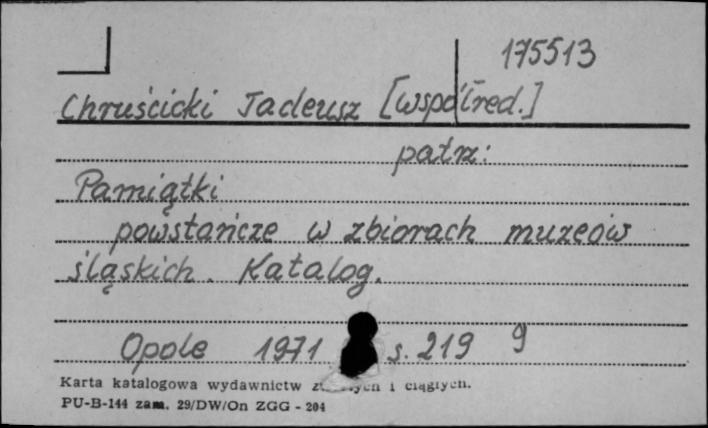 175513
Chruścicki Tadeusz [współred.]
patrz:
Pamiątki
powstańcze w zbiorach muzeów
śląskich. Katalog.
Opole 1971 s. 219 9
Karta katalogowa wydawnictw i ciągłych.
PU-B-144 zam. 29/DW/On ZGG - 204